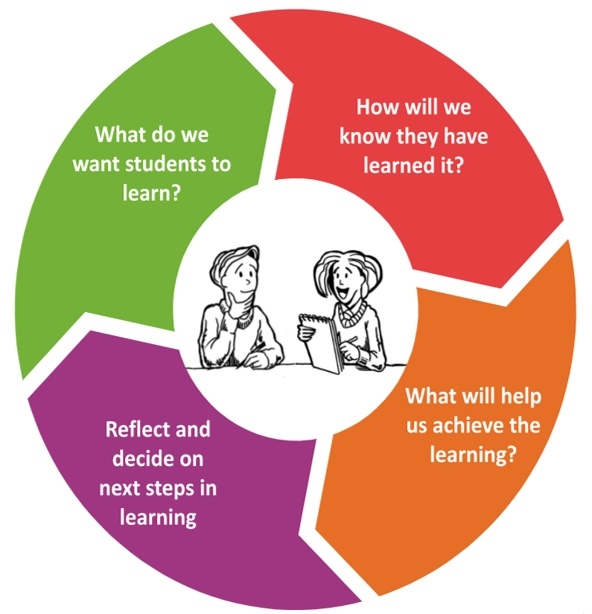 What do we
want students to
learn?
How will we
know they have
learned it?
What will help
us achieve the
learning?
Reflect and
decide on
next steps in
learning